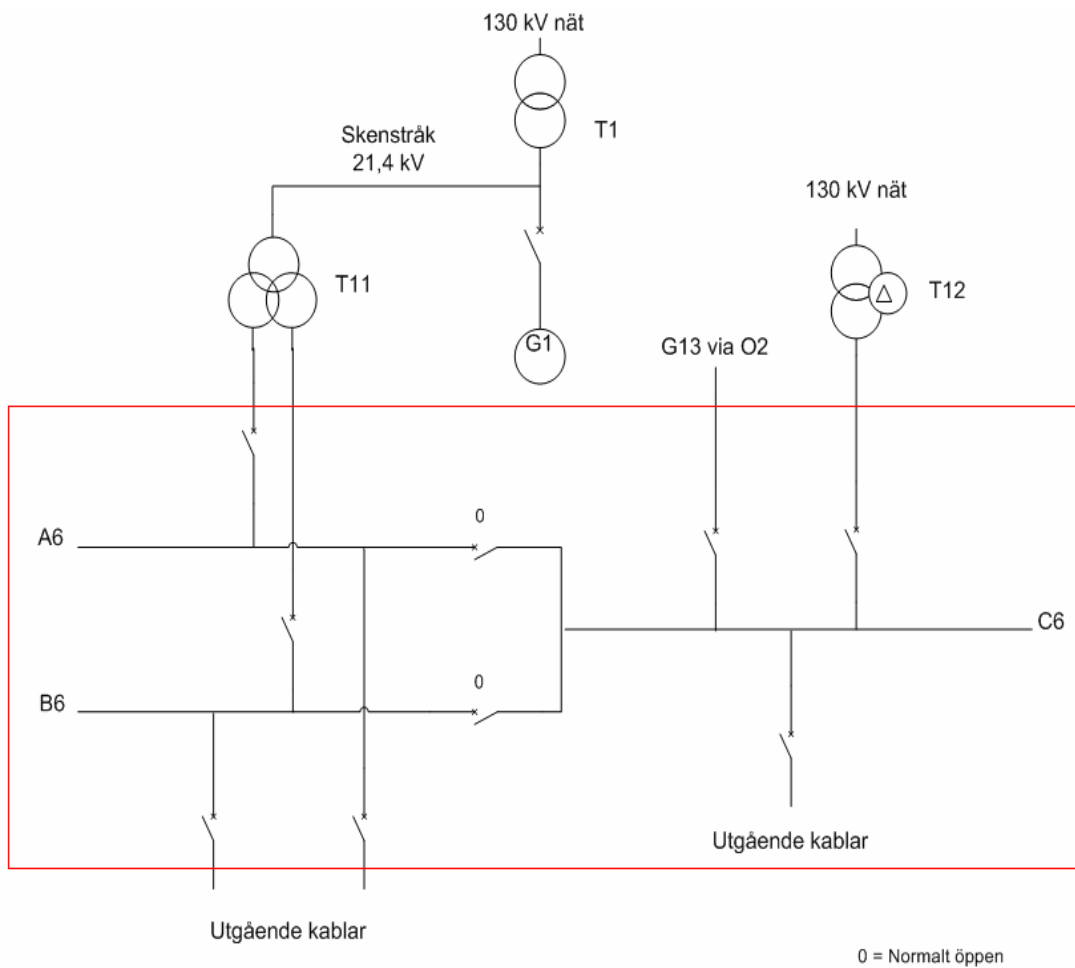 130 kV nät
T1
Skenstråk
21,4 kV
130 kV nät
T11
T12
Δ
G1
G13 via O2
0
A6
C6
0
B6
Utgående kablar
Utgående kablar
0 = Normalt öppen